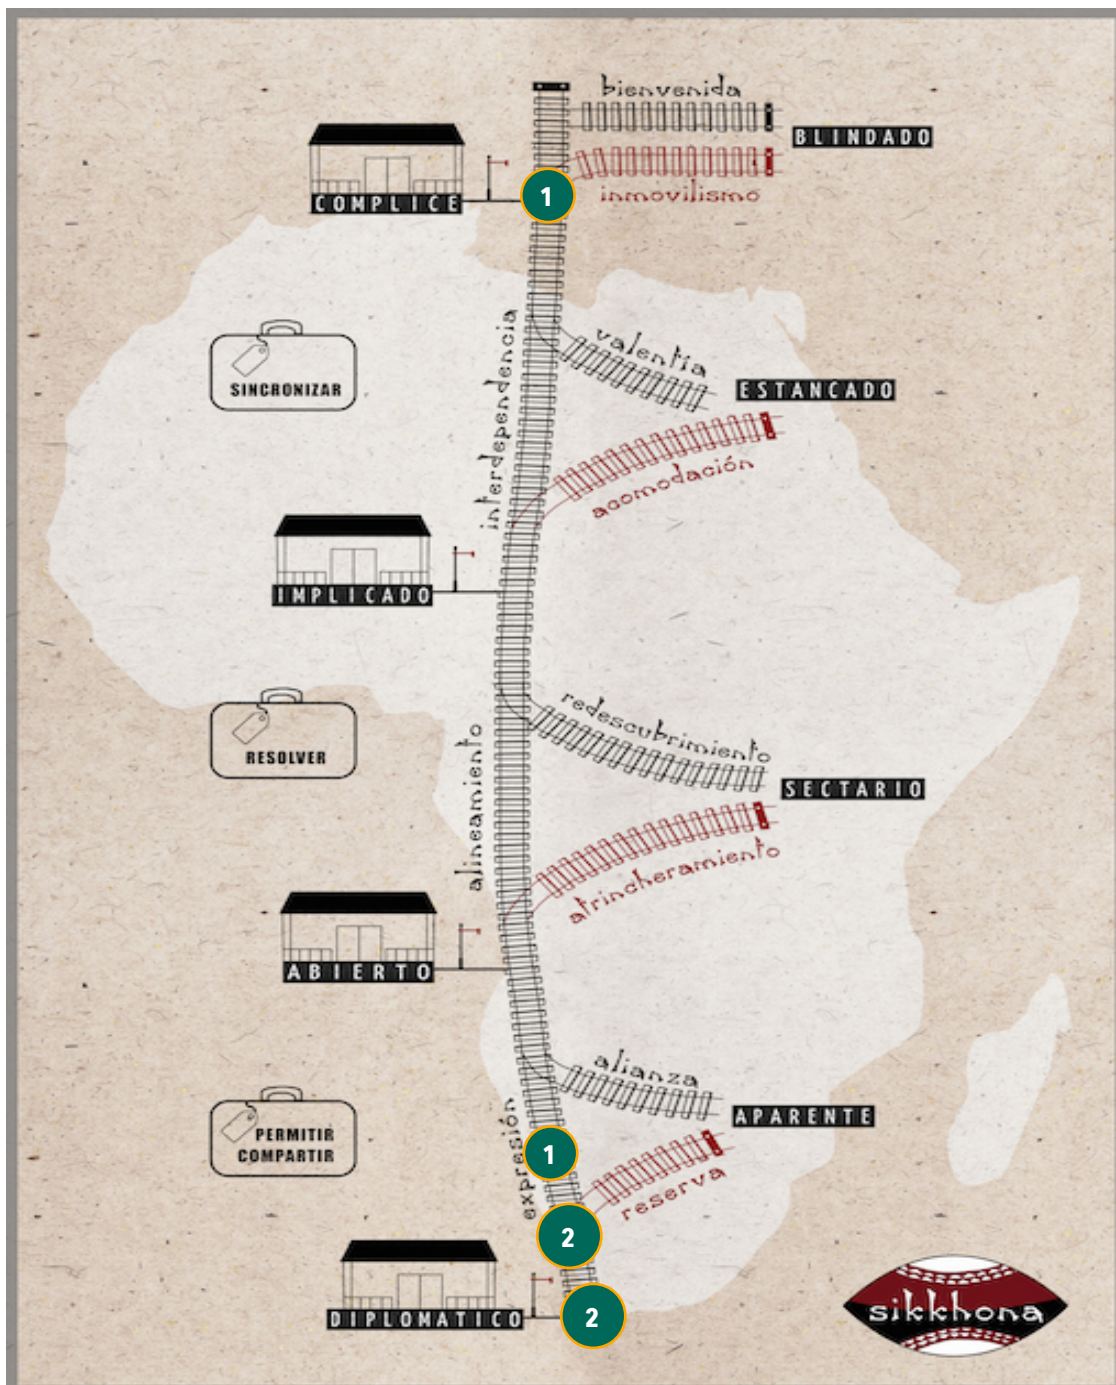 bienvenida
BLINDADO
inmovilismo
COMPLICE
1
interdependencia
valentía
SINCRONIZAR
ESTANCADO
acomodación
IMPLICADO
redescubrimiento
RESOLVER
alineamiento
SECTARIO
atrincheramiento
ABIERTO
alianza
PERMITIR
COMPARTIR
APARENTE
expresión
1
reserva
2
DIPLOMATICO
2
sikkhona